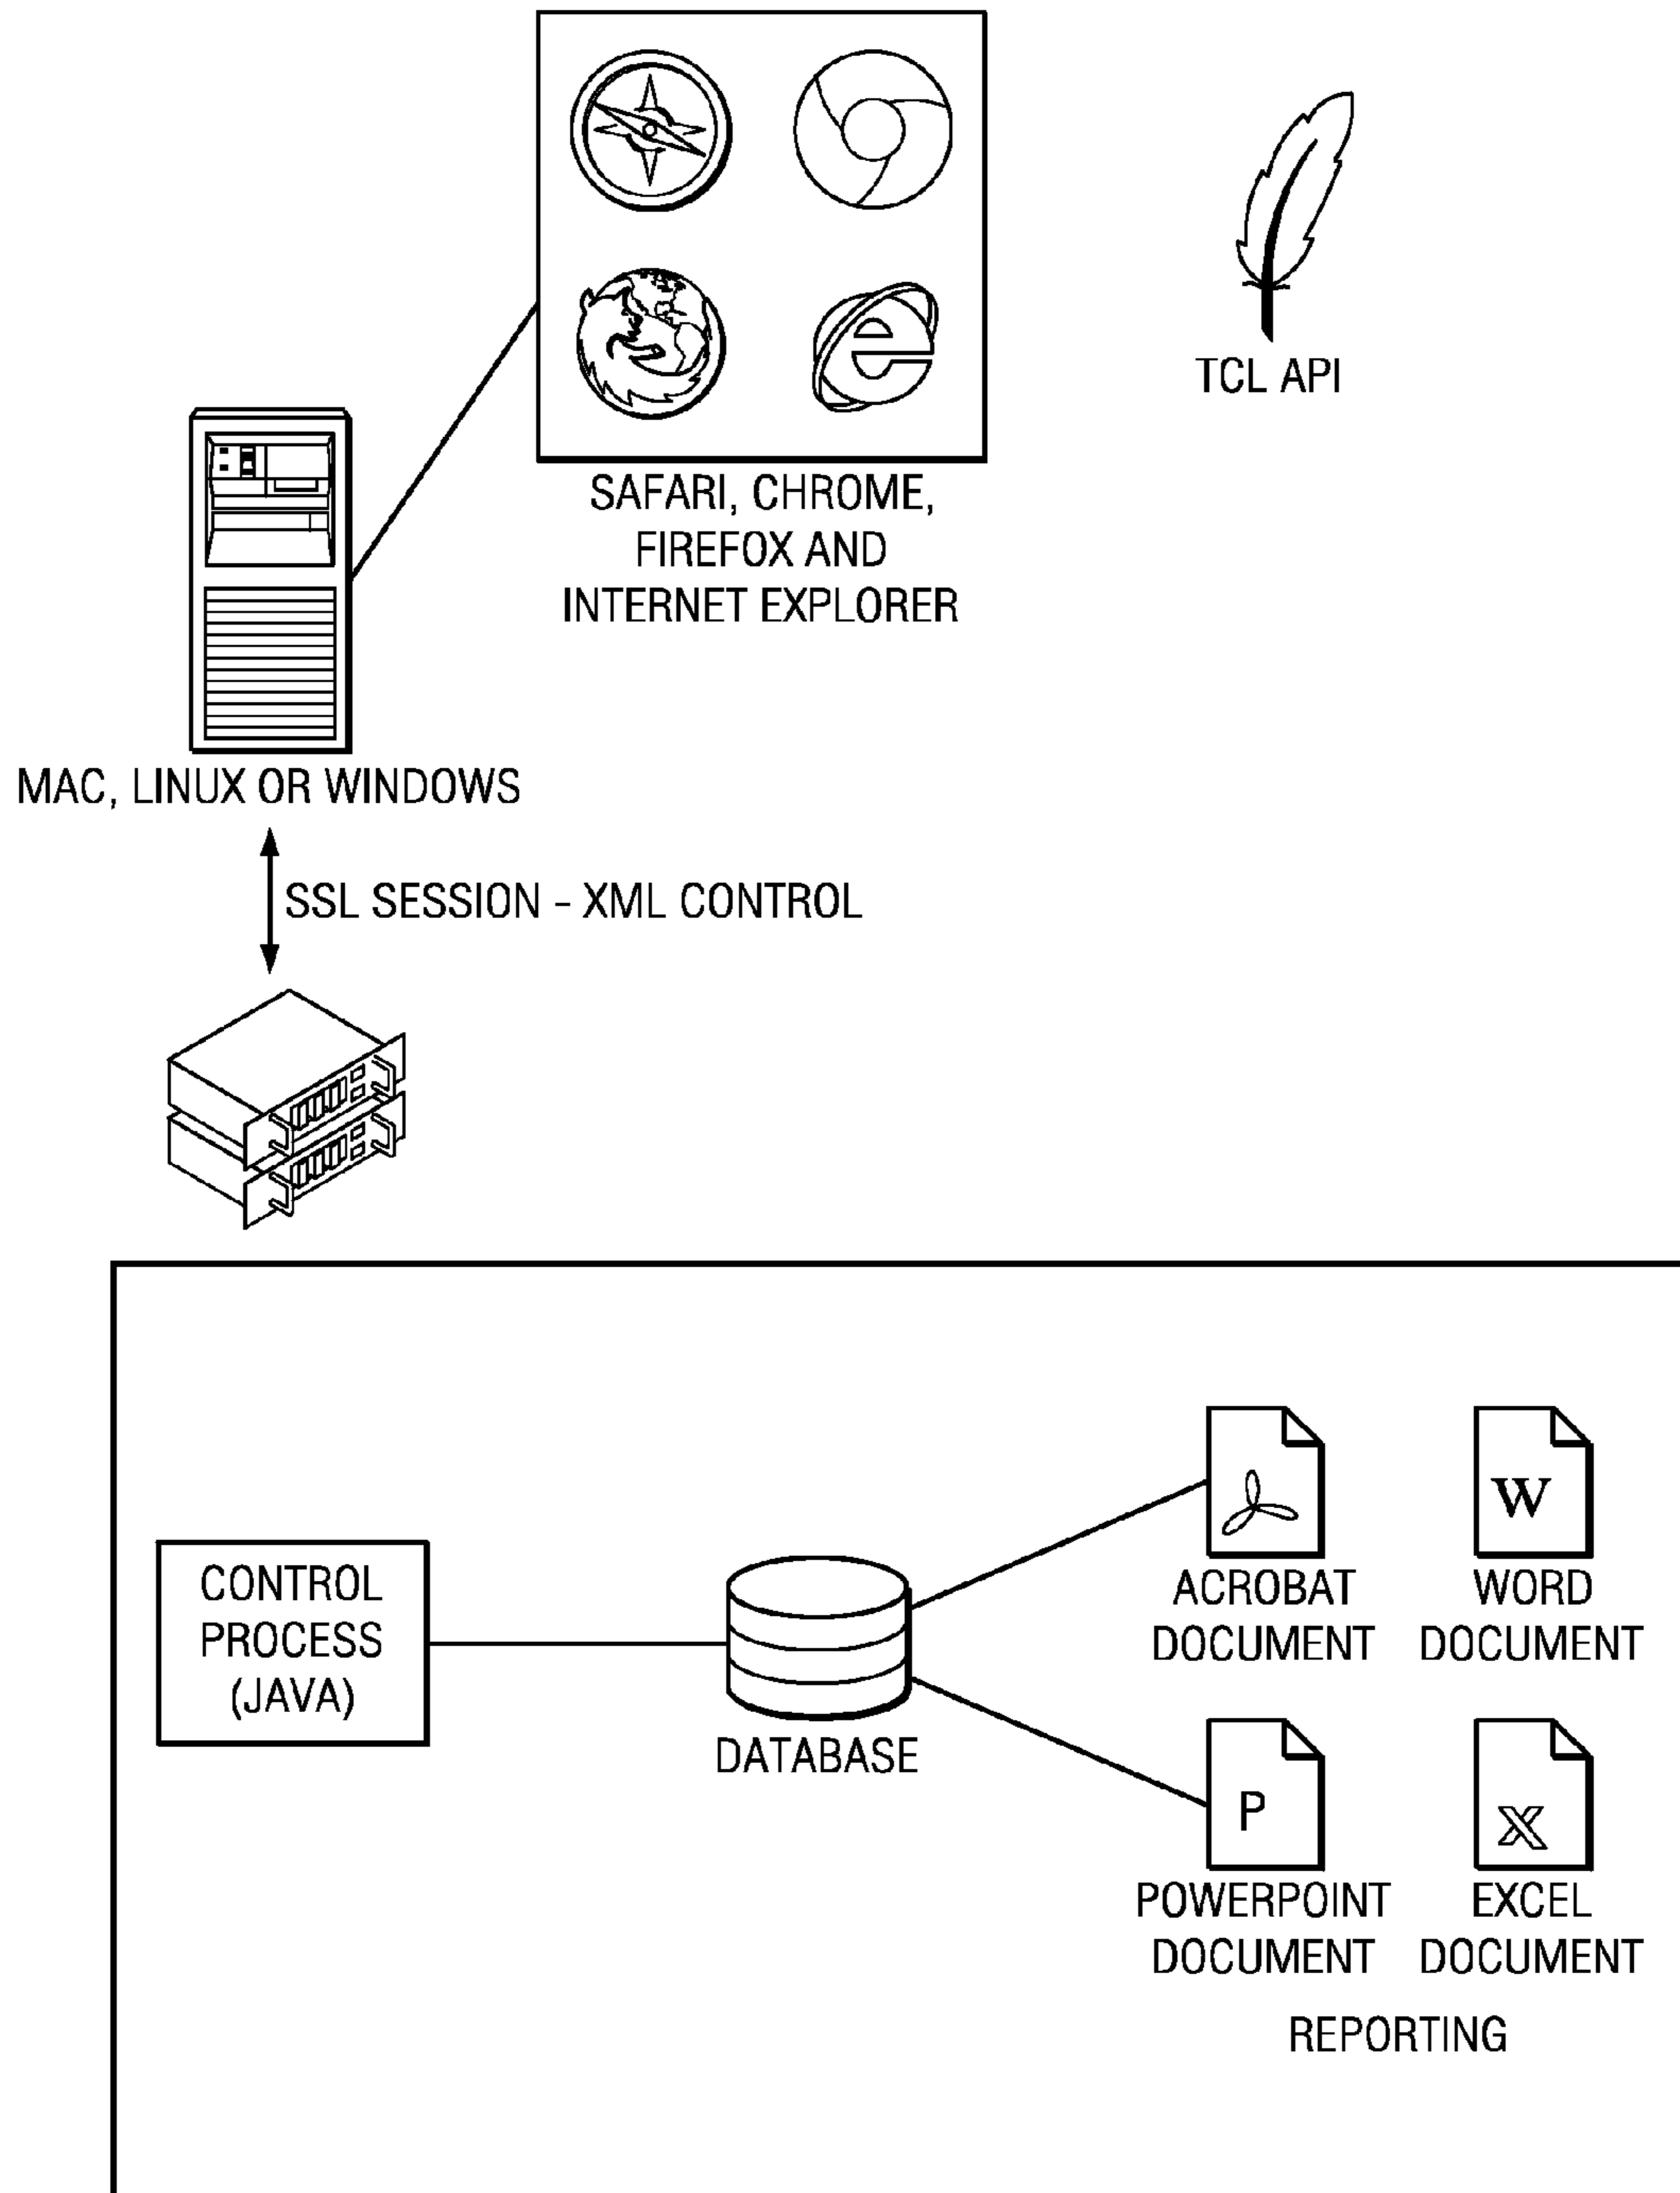 TCL API
SAFARI, CHROME,
FIREFOX AND
INTERNET EXPLORER
MAC, LINUX OR WINDOWS
SSL SESSION - XML CONTROL
CONTROL
PROCESS
(JAVA)
DATABASE
W
ACROBAT
DOCUMENT
WORD
DOCUMENT
P
X
POWERPOINT
DOCUMENT
EXCEL
DOCUMENT
REPORTING